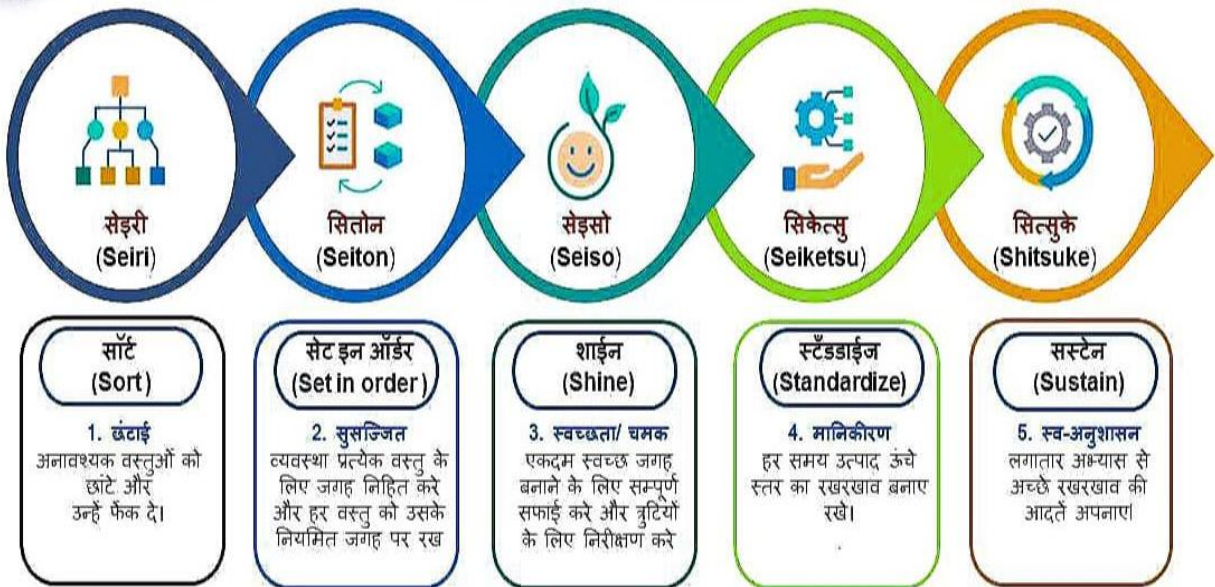 सेइरी
(Seiri)
सितोन
(Seiton)
सेइसो
(Seiso)
सिकेत्सु
(Seiketsu)
सित्सुके
(Shitsuke)
सॉर्ट
(Sort)
1. छंटाई
अनावश्यक वस्तुओं को
छांटे और
उन्हें फेंक दे।
सेट इन ऑर्डर
(Set in order)
2. सुसज्जित
व्यवस्था प्रत्येक वस्तु के
लिए जगह निहित करे
और हर वस्तु को उसके
नियमित जगह पर रख
शाईन
(Shine)
3. स्वच्छता/ चमक
एकदम स्वच्छ जगह
बनाने के लिए सम्पूर्ण
सफाई करे और त्रुटियों
के लिए निरीक्षण करे
स्टँडडाईज
(Standardize)
4. मानिकीरण
हर समय उत्पाद ऊंचे
स्तर का रखरखाव बनाए
रखे।
.
सस्टेन
(Sustain)
5. स्व-अनुशासन
लगातार अभ्यास से
अच्छे रखरखाव की
आदतें अपनाए।